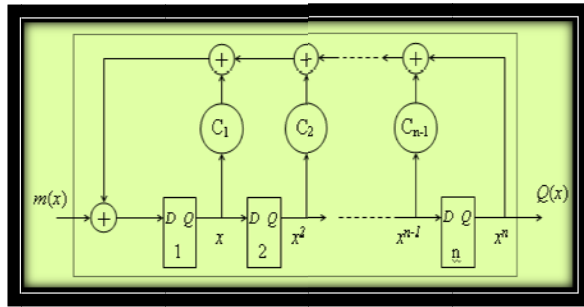 + + +
C₁ C₂ Cₙ₋₁
m(x) Q(x)
+ D Q D Q D Q
x x² xⁿ⁻¹ xⁿ
1 2 n